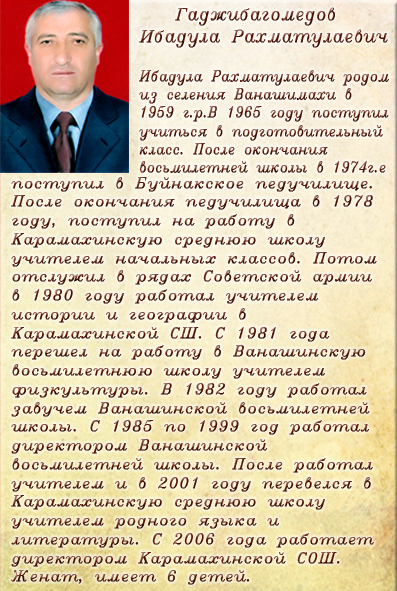 Гаджибагомедов
Ибадула Рахматулаевич
Ибадула Рахматулаевич родом
из селения Ванашимахи в
1959 г.р.В 1965 году поступил
учиться в подготовительный
класс. После окончания
восьмилетней школы в 1974г.е
поступил в Буйнакское педучилище.
После окончания педучилища в 1978
году, поступил на работу в
Карамахинскую среднюю школу
учителем начальных классов. Потом
отслужил в рядах Советской армии
в 1980 году работал учителем
истории и географии в
Карамахинской СШ. С 1981 года
перешел на работу в Ванашинскую
восьмилетнюю школу учителем
физкультуры. В 1982 году работал
завучем Ванашинской восьмилетней
школы. С 1985 по 1999 год работал
директором Ванашинской
восьмилетней школы. После работал
учителем и в 2001 году перевелся в
Карамахинскую среднюю школу
учителем родного языка и
литературы. С 2006 года работает
директором Карамахинской СОШ.
Женат, имеет 6 детей.